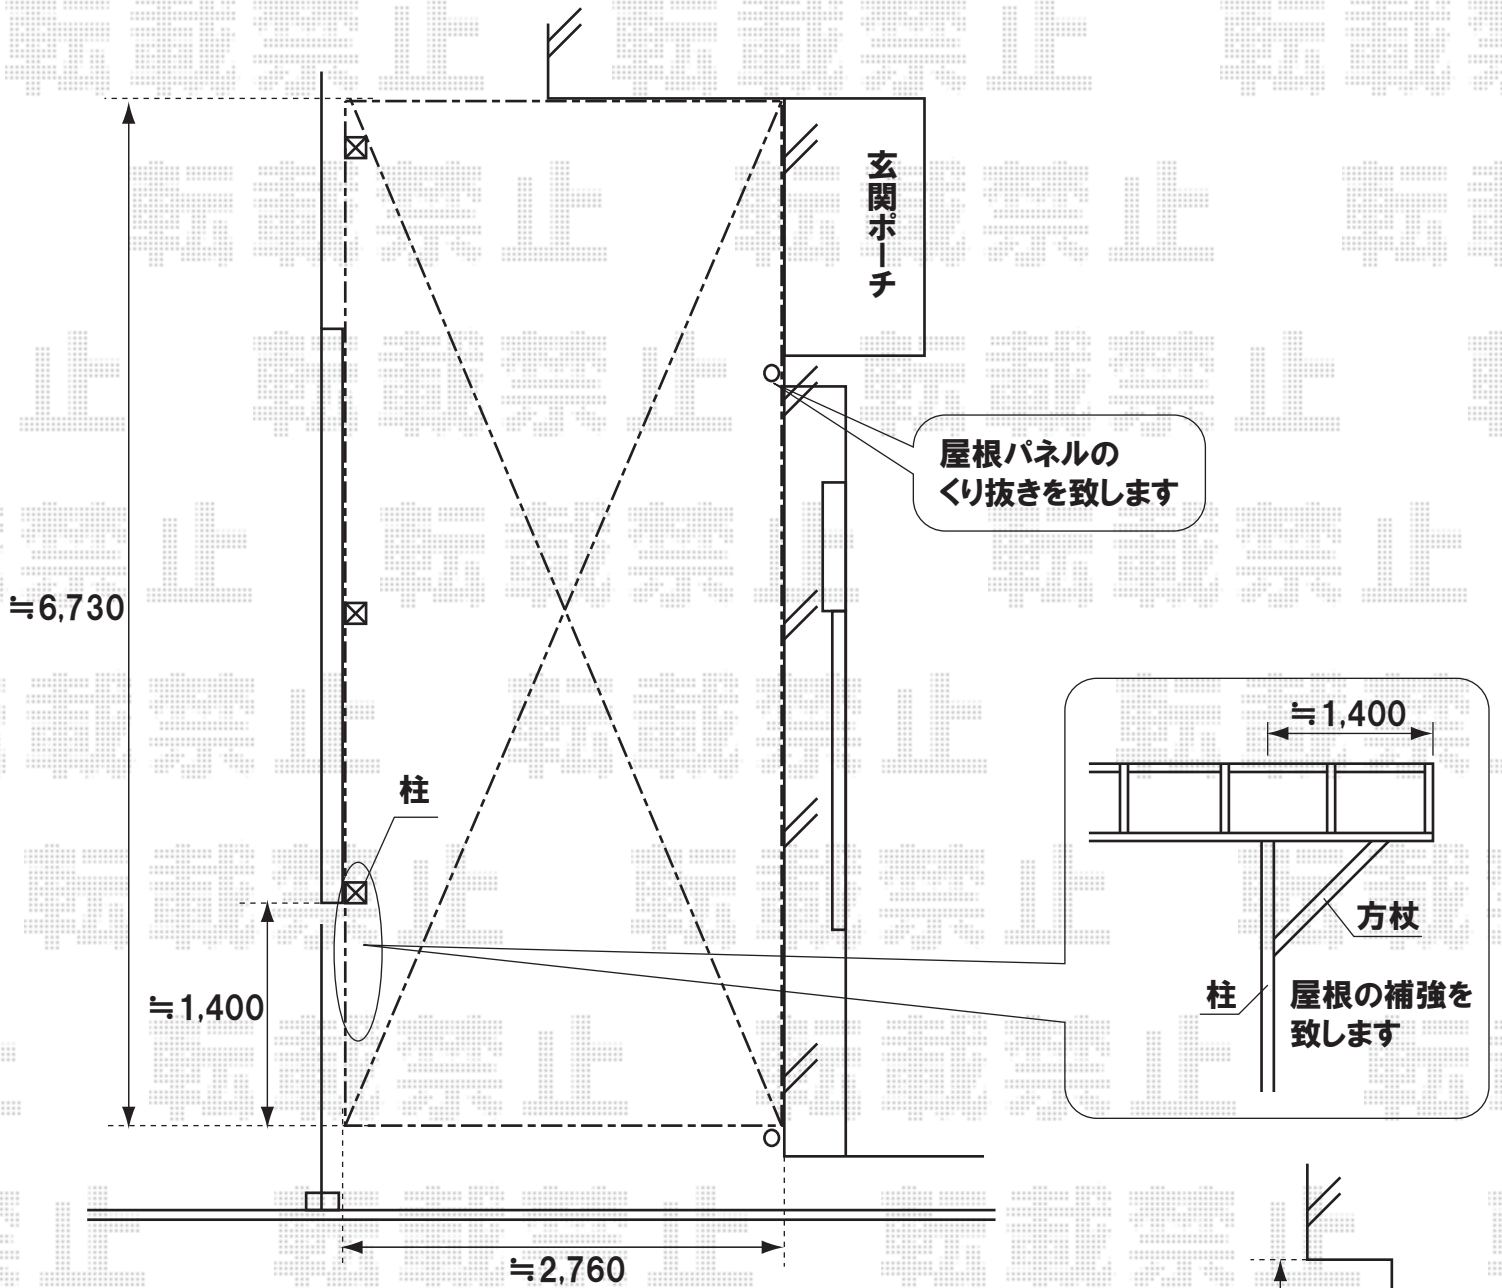 玄関ポーチ
屋根パネルの
くり抜きを致します
≒6,730
≒1,400
柱
柱
≒1,400
方杖
屋根の補強を
致します
≒2,760
転載禁止